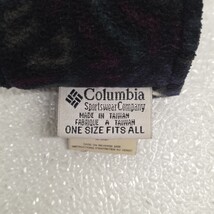 Columbia
Sportswear Company
MADE IN TAIWAN
FABRIQUE A TAIWAN
ONE SIZE FITS ALL